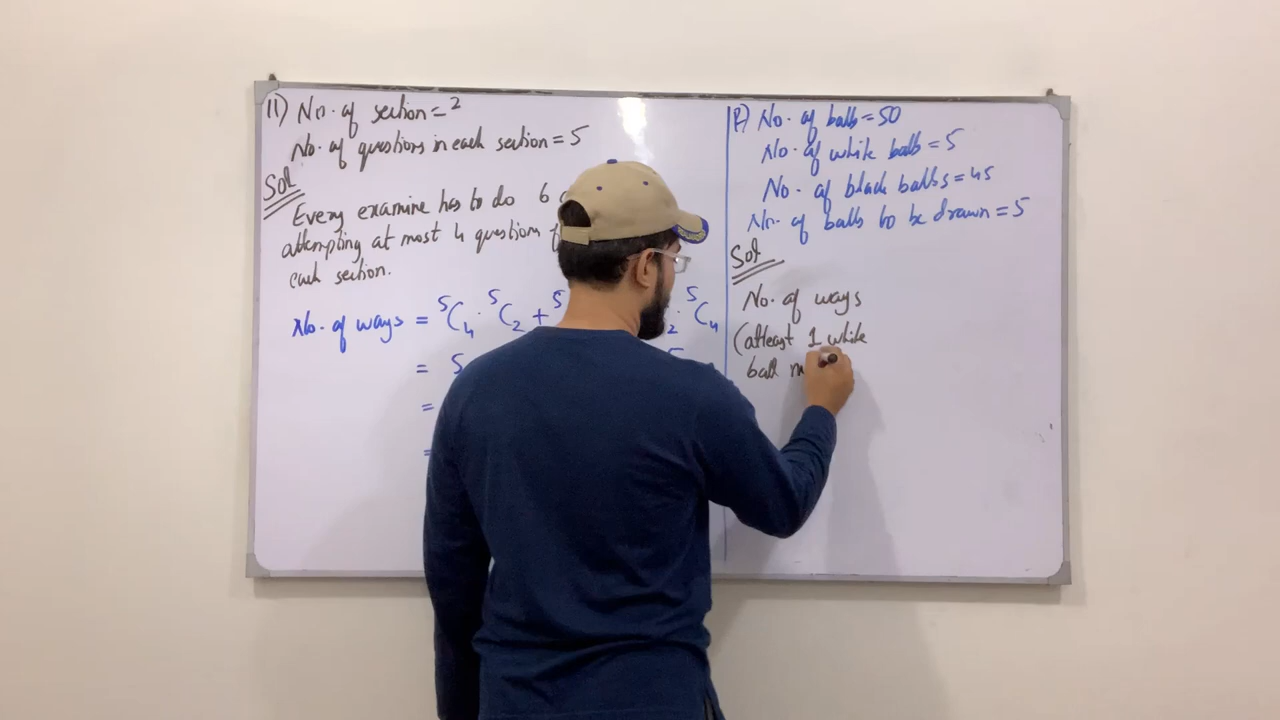 11) No. of section = 2
No. of questions in each section = 5
Sol
Every examine has to do 6
attempting at most 4 question
each section.
No. of ways = ⁵C₄ · ⁵C₂ + ⁵ ₂ · ⁵C₄
= 5
=
=
No. of balls = 50
No. of white balls = 5
No. of black balls = 45
No. of balls to be drawn = 5
Sol
No. of ways
(atleast 1 white
ball